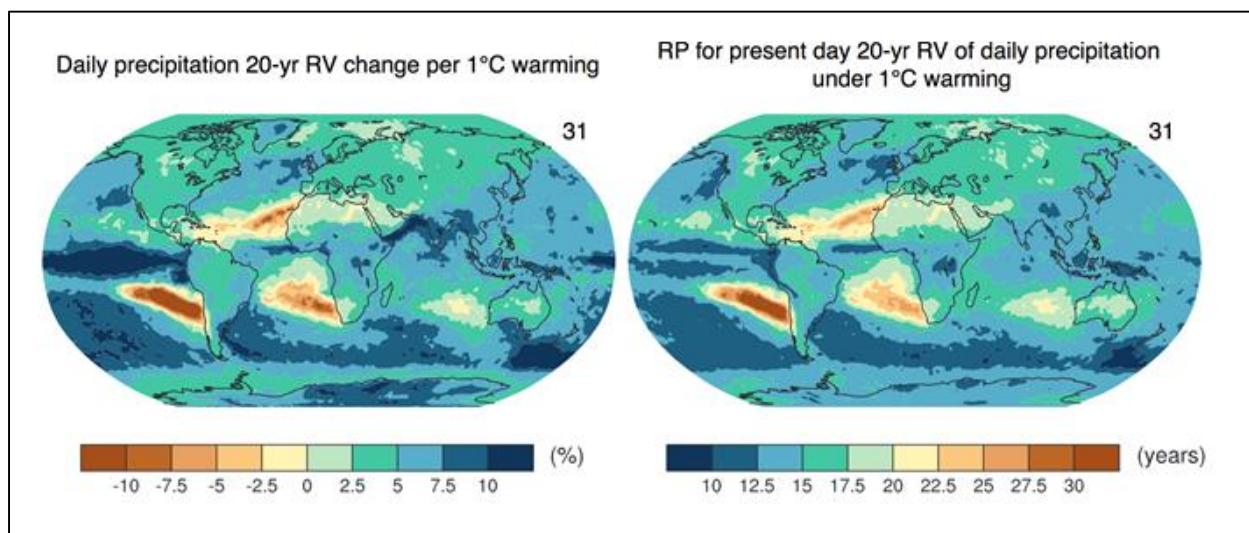 Daily precipitation 20-yr RV change per 1°C warming
31
(%)
-10 -7.5 -5 -2.5 0 2.5 5 7.5 10
RP for present day 20-yr RV of daily precipitation
under 1°C warming
31
(years)
10 12.5 15 17.5 20 22.5 25 27.5 30